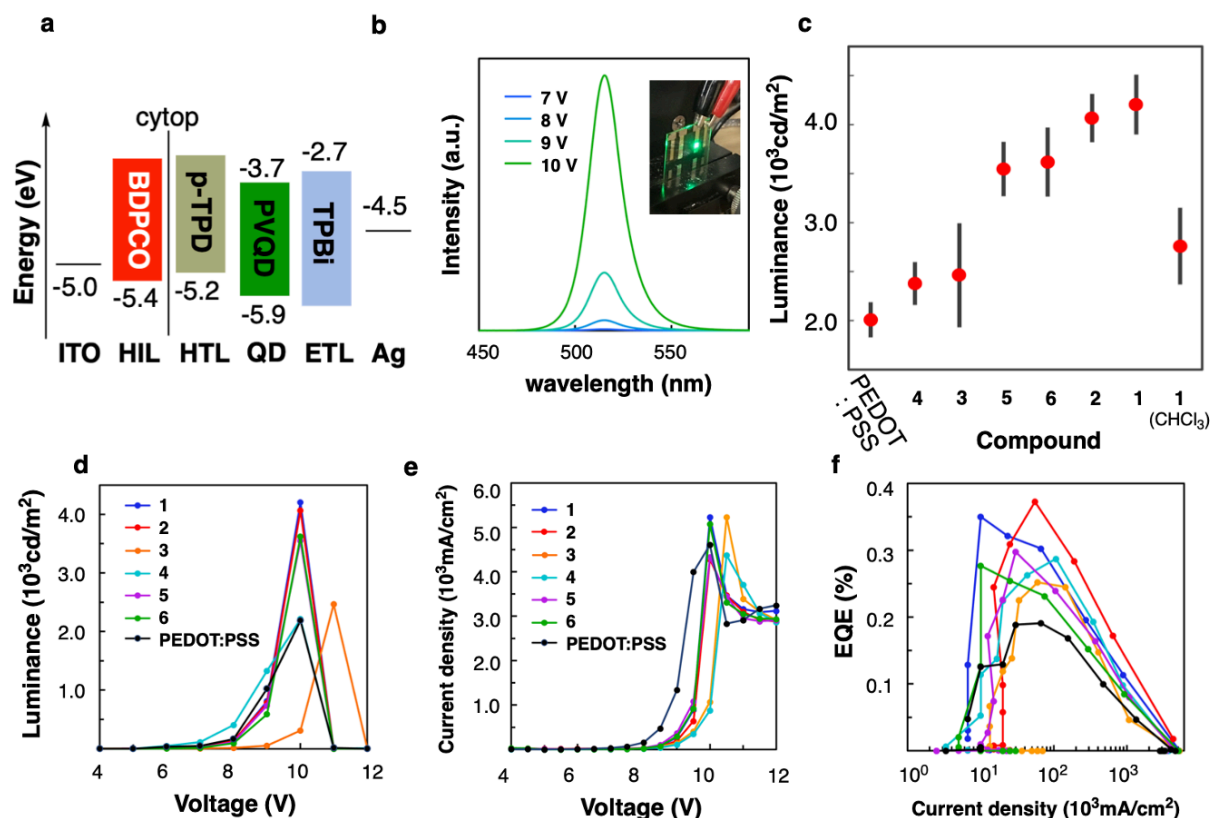 a
cytop
Energy (eV)
BDPCO
p-TPD
PVQD
TPBi
-5.0
-5.4
-5.2
-3.7
-5.9
-2.7
-4.5
ITO HIL HTL QD ETL Ag
b
Intensity (a.u.)
7 V
8 V
9 V
10 V
450 500 550
wavelength (nm)
c
Luminance (10³cd/m²)
4.0
3.0
2.0
PEDOT
: PSS
4 3 5 6 2 1 1
(CHCl₃)
Compound
d
Luminance (10³cd/m²)
4.0
3.0
2.0
1.0
1
2
3
4
5
6
PEDOT:PSS
4 6 8 10 12
Voltage (V)
e
Current density (10³mA/cm²)
6.0
5.0
4.0
3.0
2.0
1.0
1
2
3
4
5
6
PEDOT:PSS
4 6 8 10 12
Voltage (V)
f
EQE (%)
0.4
0.3
0.2
0.1
10⁰ 10¹ 10² 10³
Current density (10³mA/cm²)